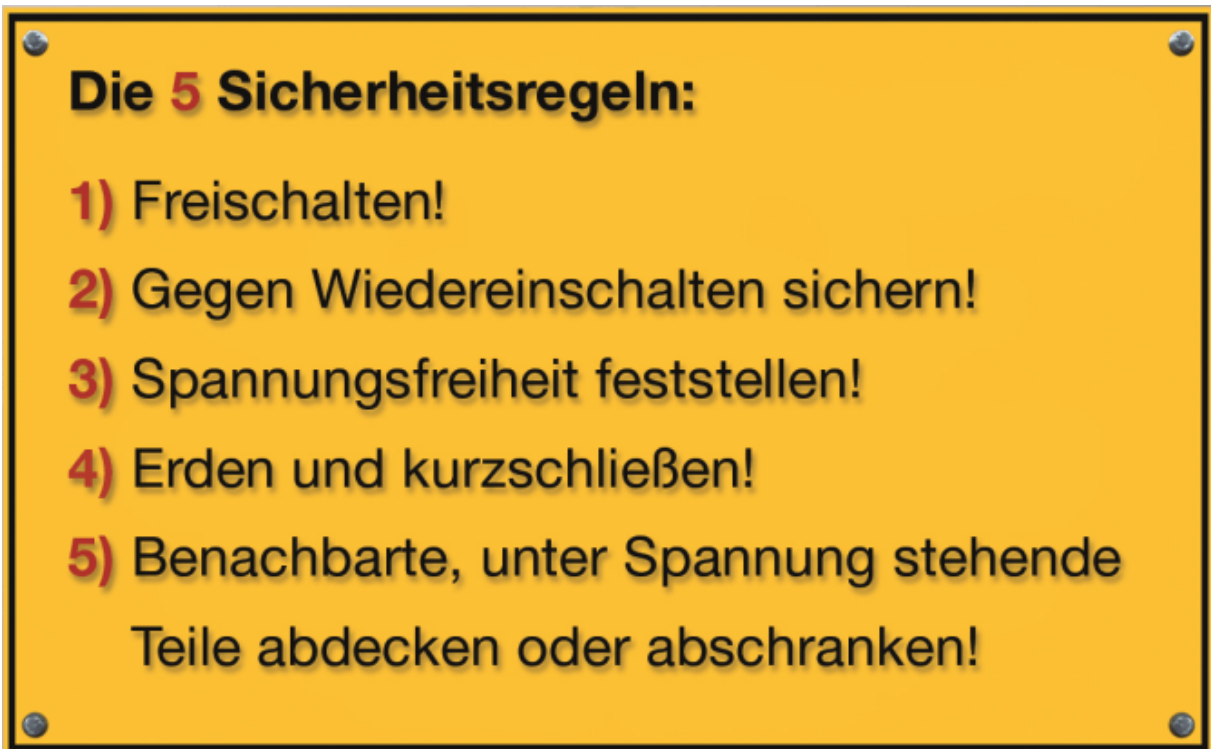 Die 5 Sicherheitsregeln:
1) Freischalten!
2) Gegen Wiedereinschalten sichern!
3) Spannungsfreiheit feststellen!
4) Erden und kurzschließen!
5) Benachbarte, unter Spannung stehende
Teile abdecken oder abschranken!